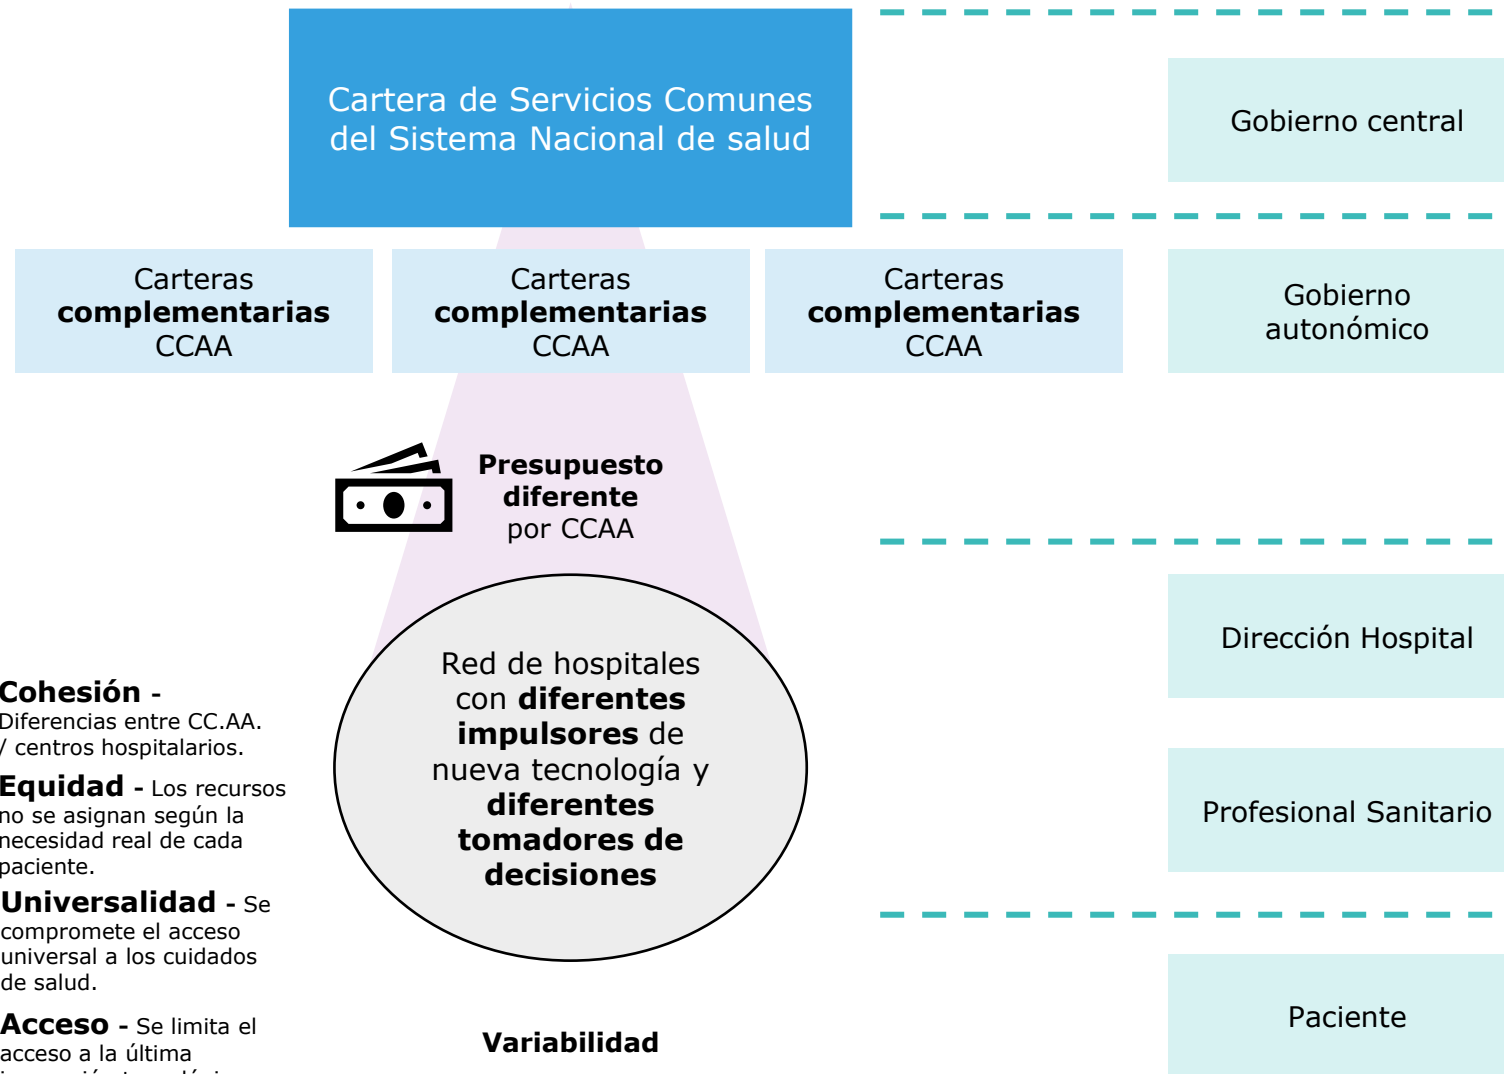 Cartera de Servicios Comunes
del Sistema Nacional de salud
Gobierno central
Carteras
complementarias
CCAA
Carteras
complementarias
CCAA
Carteras
complementarias
CCAA
Gobierno
autonómico
Presupuesto
diferente
por CCAA
Red de hospitales
con diferentes
impulsores de
nueva tecnología y
diferentes
tomadores de
decisiones
Dirección Hospital
Profesional Sanitario
Cohesión -
Diferencias entre CC.AA.
/ centros hospitalarios.
Equidad - Los recursos
no se asignan según la
necesidad real de cada
paciente.
Universalidad - Se
compromete el acceso
universal a los cuidados
de salud.
Acceso - Se limita el
acceso a la última
Variabilidad
Paciente